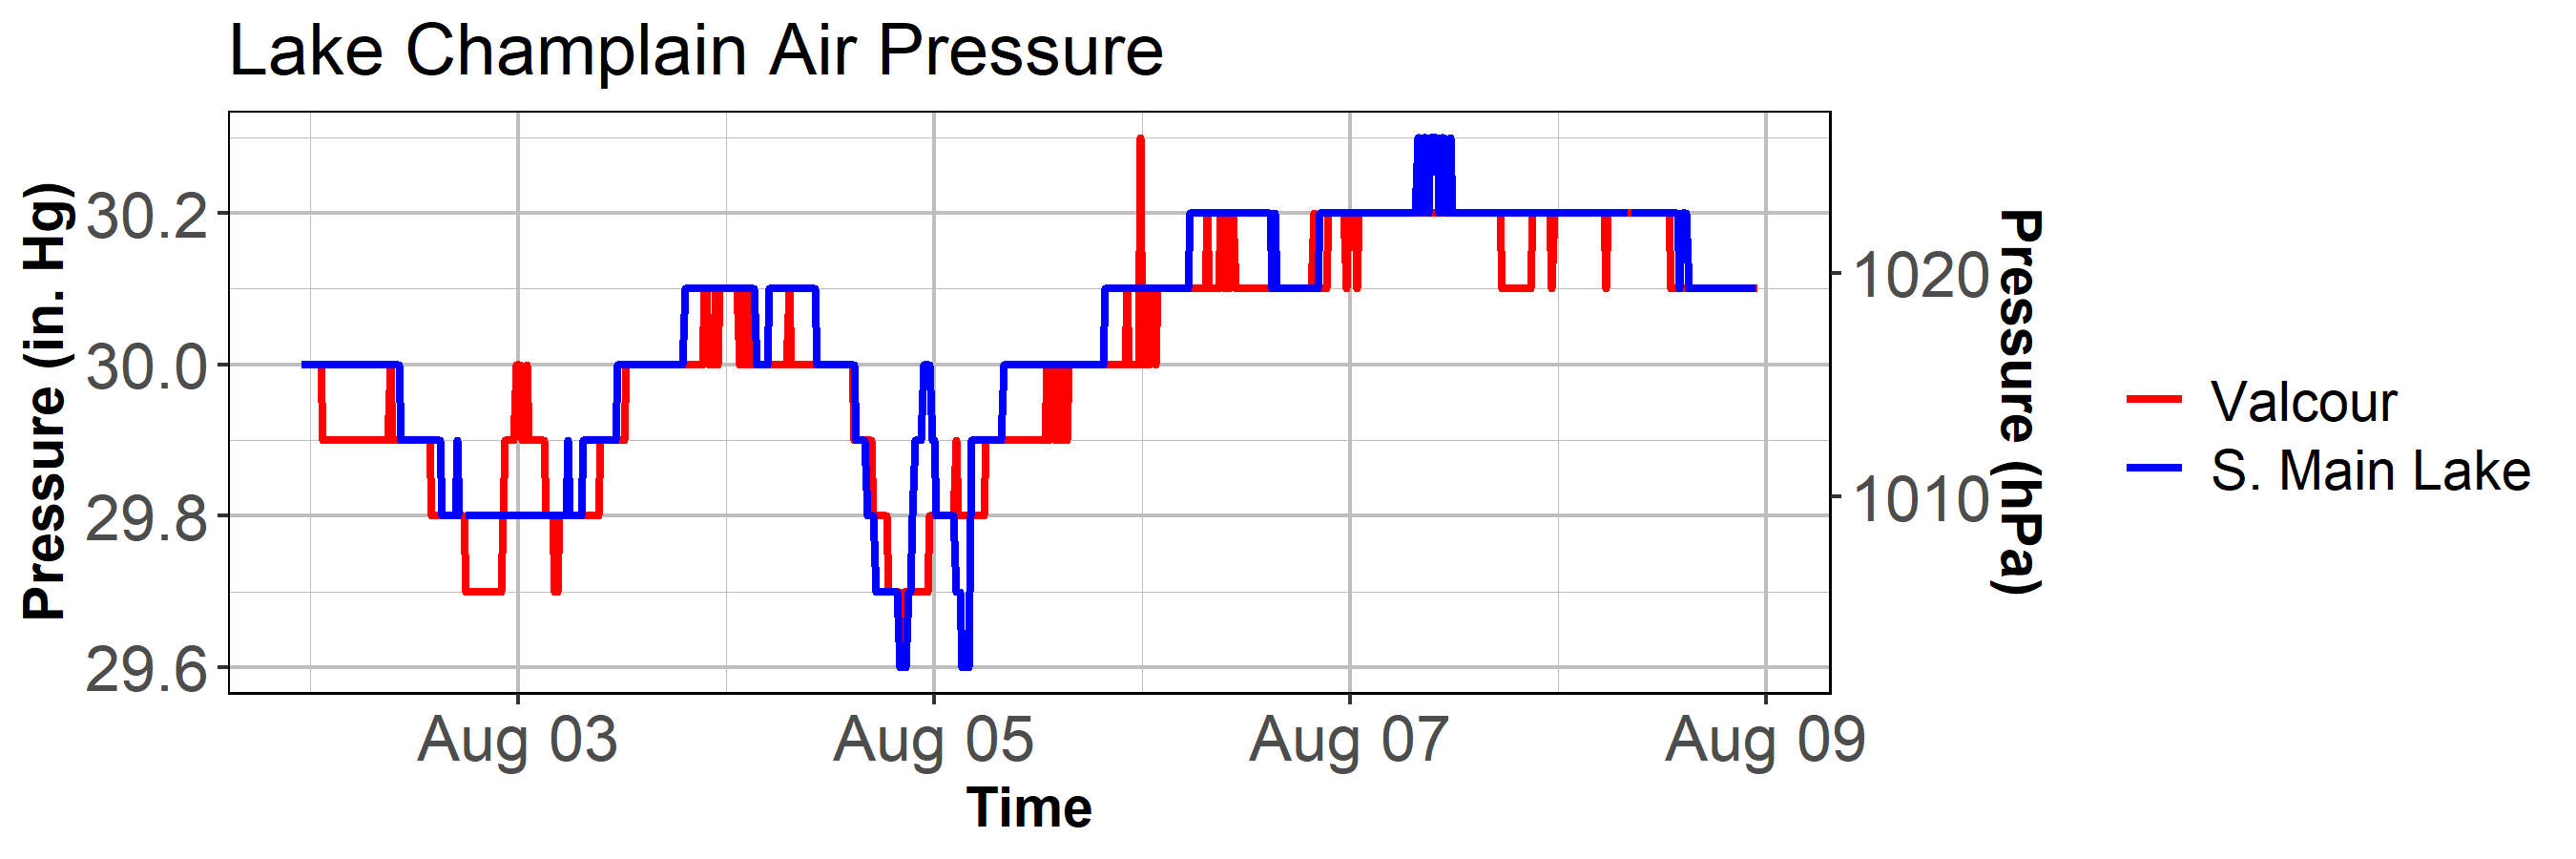 Lake Champlain Air Pressure
Pressure (in. Hg)
30.2
30.0
29.8
29.6
Aug 03
Aug 05
Aug 07
Aug 09
Time
1020
1010
Pressure (hPa)
Valcour
S. Main Lake